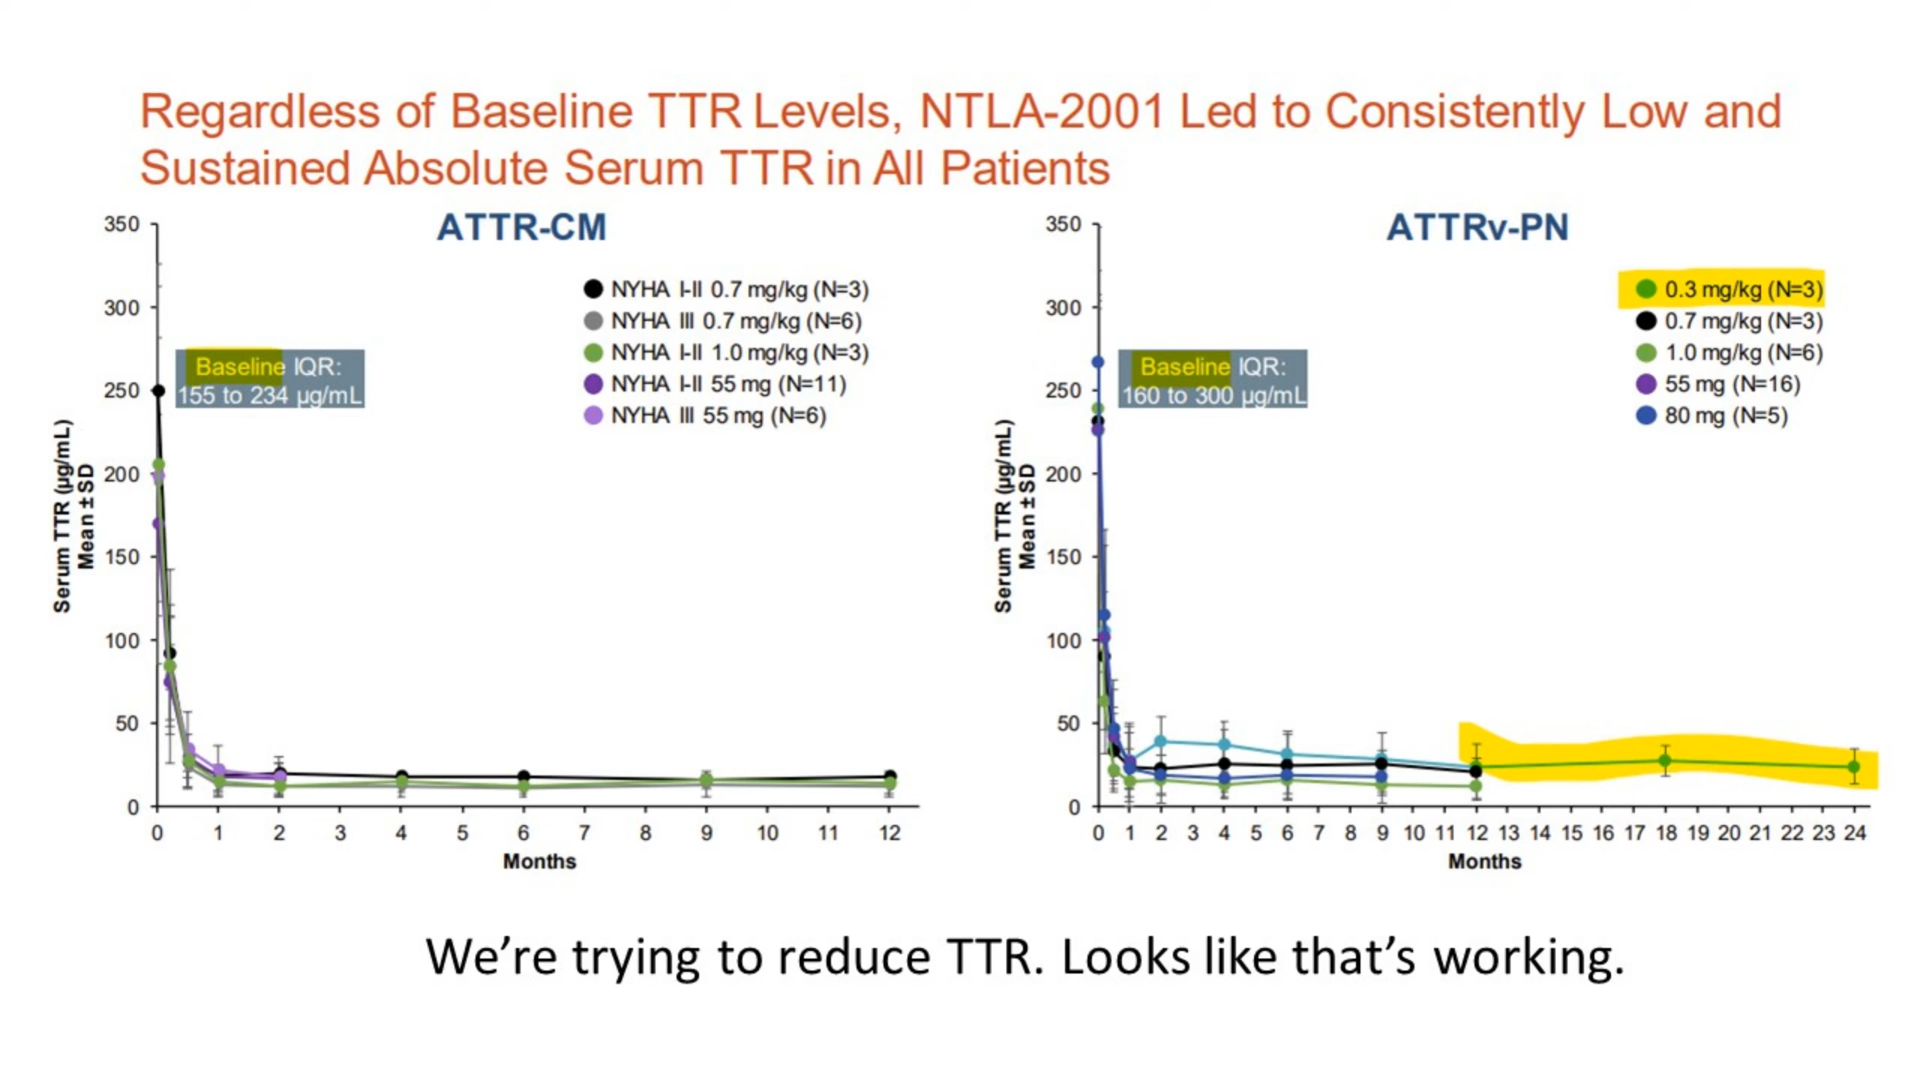 Regardless of Baseline TTR Levels, NTLA-2001 Led to Consistently Low and
Sustained Absolute Serum TTR in All Patients
ATTR-CM
350
300
250
200
150
100
50
0
Serum TTR (µg/mL)
Mean ± SD
Baseline IQR:
155 to 234 µg/mL
NYHA I-II 0.7 mg/kg (N=3)
NYHA III 0.7 mg/kg (N=6)
NYHA I-II 1.0 mg/kg (N=3)
NYHA I-II 55 mg (N=11)
NYHA III 55 mg (N=6)
0 1 2 3 4 5 6 7 8 9 10 11 12
Months
ATTRv-PN
350
300
250
200
150
100
50
0
Serum TTR (µg/mL)
Mean ± SD
Baseline IQR:
160 to 300 µg/mL
0.3 mg/kg (N=3)
0.7 mg/kg (N=3)
1.0 mg/kg (N=6)
55 mg (N=16)
80 mg (N=5)
0 1 2 3 4 5 6 7 8 9 10 11 12 13 14 15 16 17 18 19 20 21 22 23 24
Months
We’re trying to reduce TTR. Looks like that’s working.